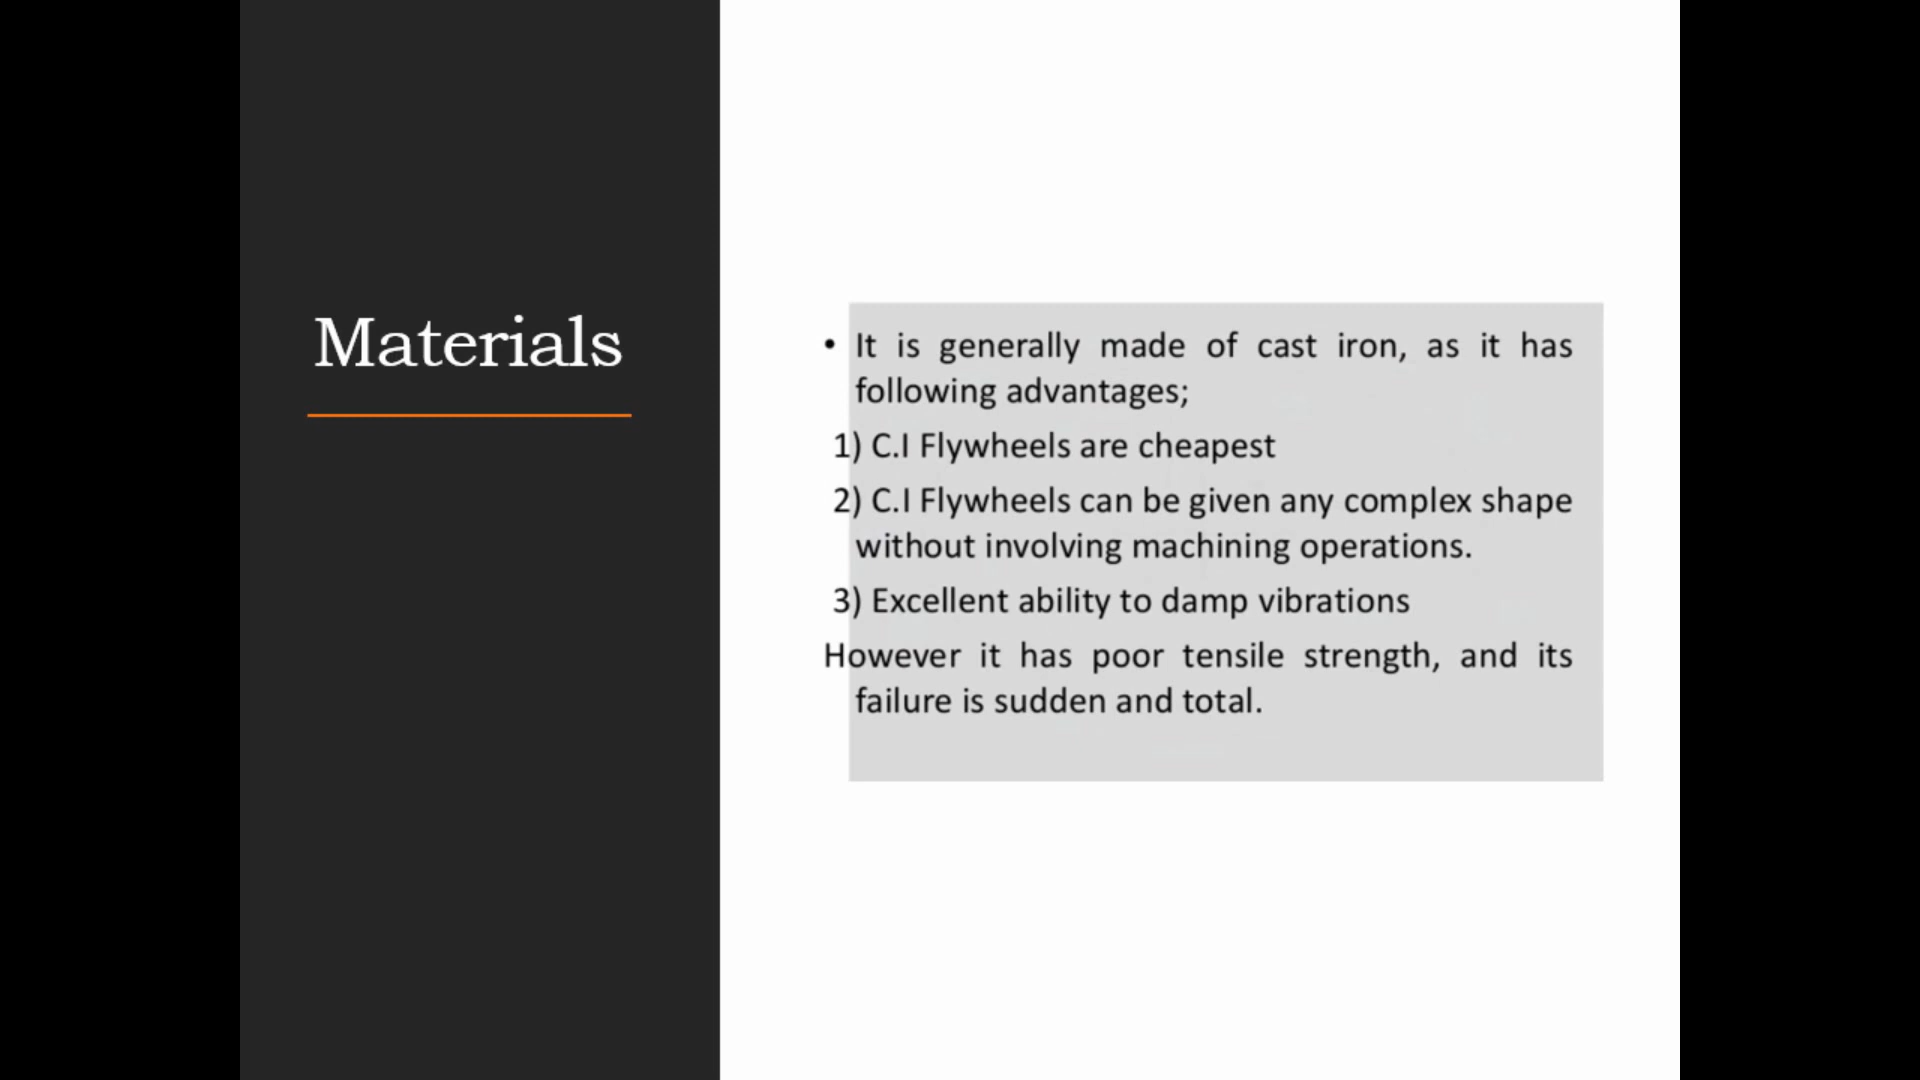 Materials
• It is generally made of cast iron, as it has
following advantages;
1) C.I Flywheels are cheapest
2) C.I Flywheels can be given any complex shape
without involving machining operations.
3) Excellent ability to damp vibrations
However it has poor tensile strength, and its
failure is sudden and total.